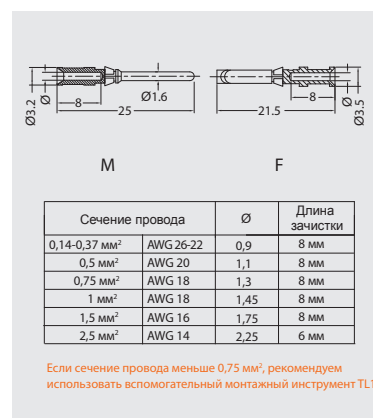 Ø3.2 Ø 8 25 Ø1.6 21.5 8 Ø Ø3.5
M F
Сечение провода Ø Длина зачистки
0,14-0,37 мм² AWG 26-22 0,9 8 мм
0,5 мм² AWG 20 1,1 8 мм
0,75 мм² AWG 18 1,3 8 мм
1 мм² AWG 18 1,45 8 мм
1,5 мм² AWG 16 1,75 8 мм
2,5 мм² AWG 14 2,25 6 мм
Если сечение провода меньше 0,75 мм², рекомендуем
использовать вспомогательный монтажный инструмент